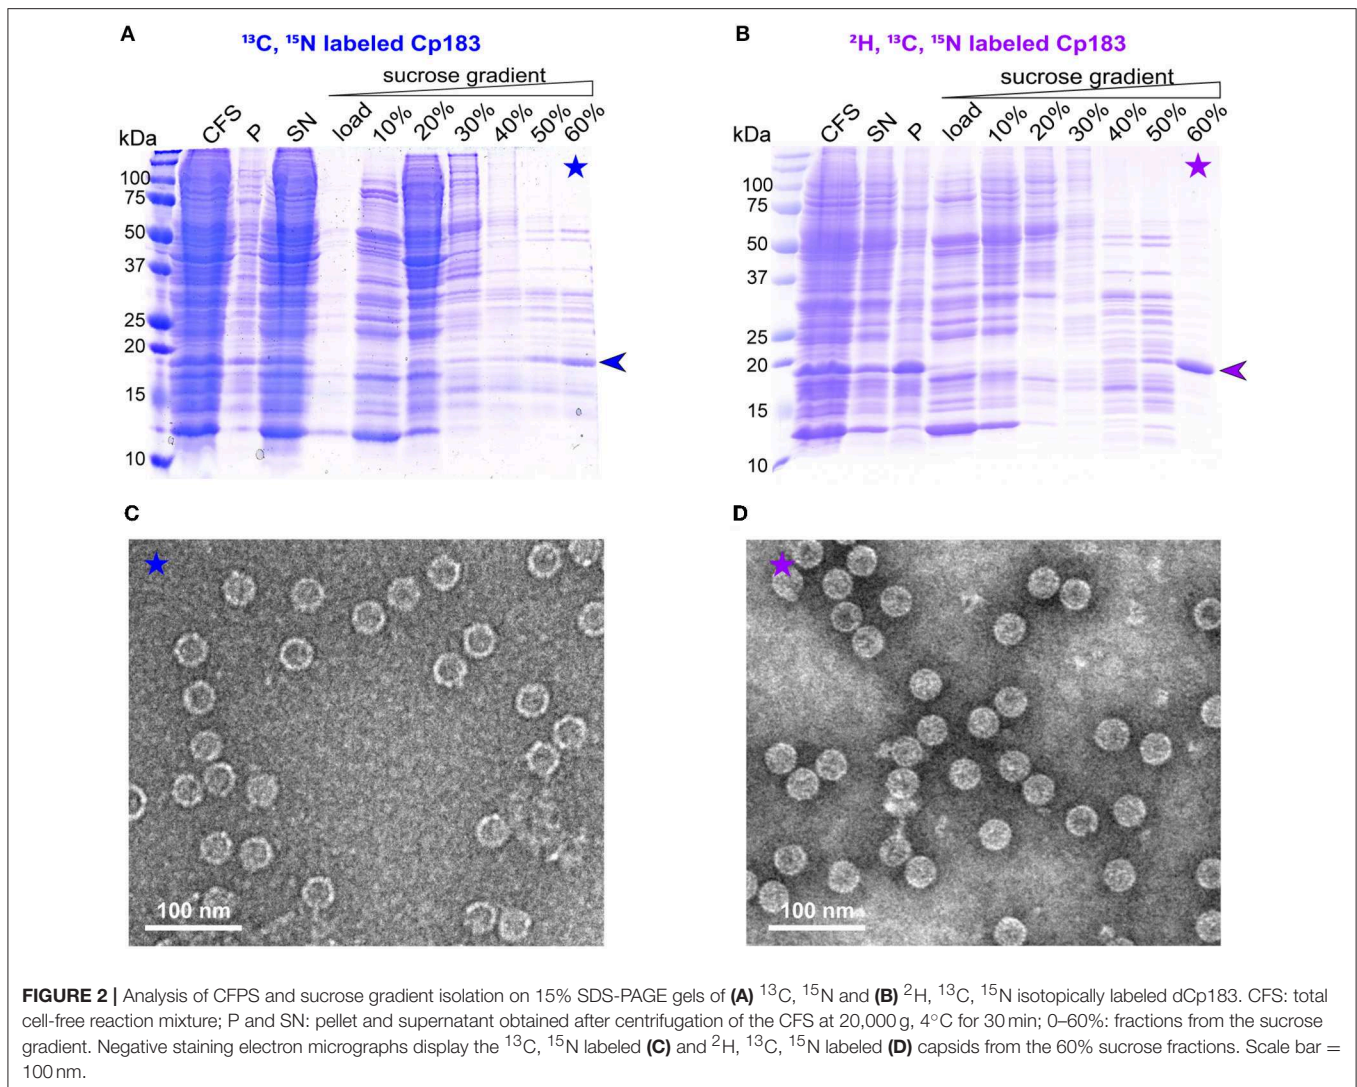 A
¹³C, ¹⁵N labeled Cp183
sucrose gradient
kDa
CFS
P
SN
load
10%
20%
30%
40%
50%
60%
100
75
50
37
25
20
15
10
B
²H, ¹³C, ¹⁵N labeled Cp183
sucrose gradient
kDa
CFS
SN
P
load
10%
20%
30%
40%
50%
60%
100
75
50
37
25
20
15
10
C
100 nm
D
100 nm
FIGURE 2 | Analysis of CFPS and sucrose gradient isolation on 15% SDS-PAGE gels of (A) ¹³C, ¹⁵N and (B) ²H, ¹³C, ¹⁵N isotopically labeled dCp183. CFS: total
cell-free reaction mixture; P and SN: pellet and supernatant obtained after centrifugation of the CFS at 20,000 g, 4°C for 30 min; 0–60%: fractions from the sucrose
gradient. Negative staining electron micrographs display the ¹³C, ¹⁵N labeled (C) and ²H, ¹³C, ¹⁵N labeled (D) capsids from the 60% sucrose fractions. Scale bar =
100 nm.